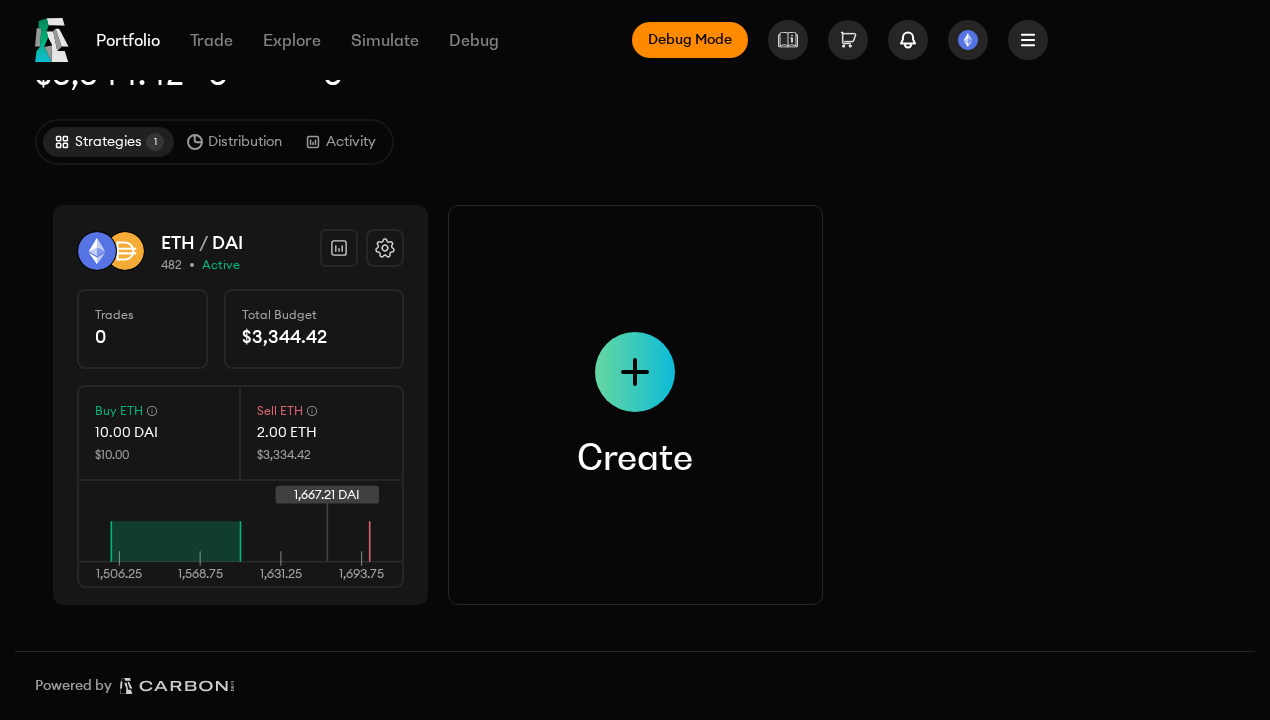 Portfolio Trade Explore Simulate Debug Debug Mode
Strategies 1 Distribution Activity
ETH / DAI
482 • Active
Trades
0
Total Budget
$3,344.42
Buy ETH
10.00 DAI
$10.00
Sell ETH
2.00 ETH
$3,334.42
1,667.21 DAI
1,506.25 1,568.75 1,631.25 1,693.75
Create
Powered by CARBON DEFI